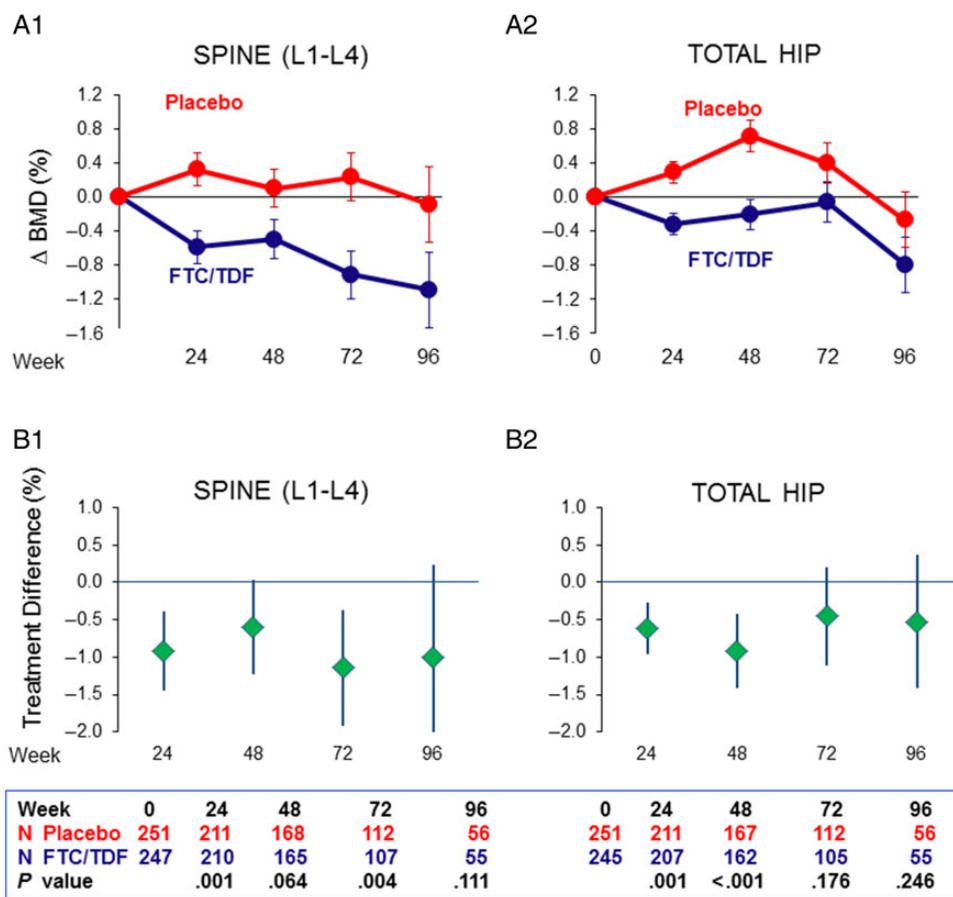 A1
SPINE (L1-L4)
Δ BMD (%)
1.2
0.8
0.4
0.0
–0.4
–0.8
–1.2
–1.6
Placebo
FTC/TDF
Week 24 48 72 96
A2
TOTAL HIP
1.2
0.8
0.4
0.0
–0.4
–0.8
–1.2
–1.6
Placebo
FTC/TDF
0 24 48 72 96
B1
SPINE (L1-L4)
Treatment Difference (%)
1.0
0.5
0.0
–0.5
–1.0
–1.5
–2.0
Week 24 48 72 96
B2
TOTAL HIP
1.0
0.5
0.0
–0.5
–1.0
–1.5
–2.0
24 48 72 96
Week 0 24 48 72 96 0 24 48 72 96
N Placebo 251 211 168 112 56 251 211 167 112 56
N FTC/TDF 247 210 165 107 55 245 207 162 105 55
P value .001 .064 .004 .111 .001 <.001 .176 .246